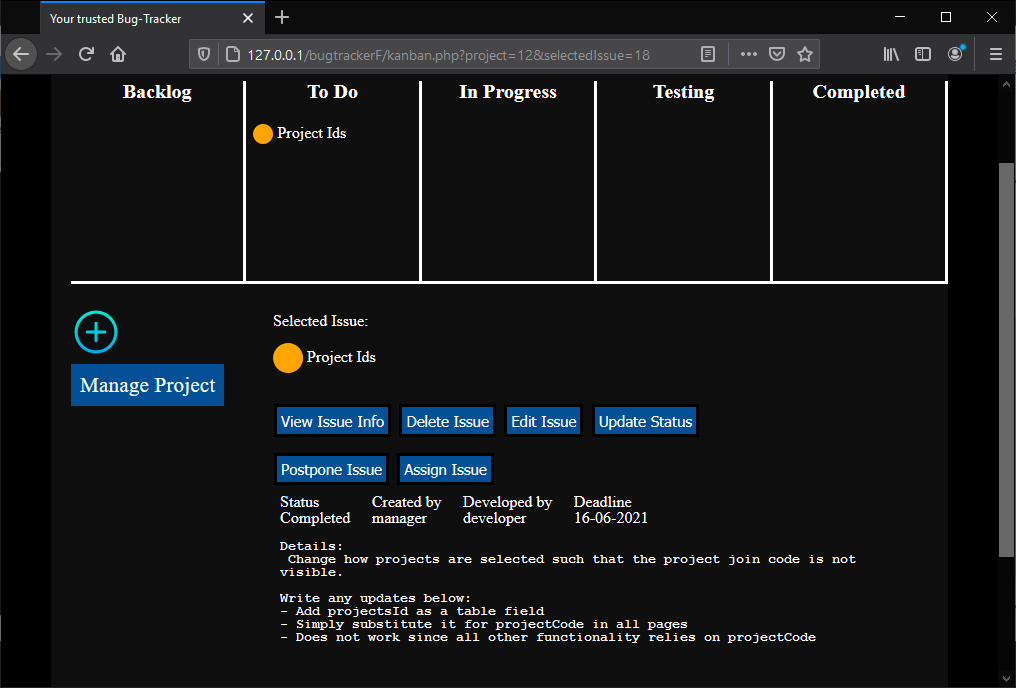 Your trusted Bug-Tracker
127.0.0.1/bugtrackerF/kanban.php?project=12&selectedIssue=18
Backlog To Do In Progress Testing Completed
Project Ids
Selected Issue:
Project Ids
Manage Project
View Issue Info Delete Issue Edit Issue Update Status
Postpone Issue Assign Issue
Status Created by Developed by Deadline
Completed manager developer 16-06-2021
Details:
Change how projects are selected such that the project join code is not
visible.
Write any updates below:
- Add projectsId as a table field
- Simply substitute it for projectCode in all pages
- Does not work since all other functionality relies on projectCode